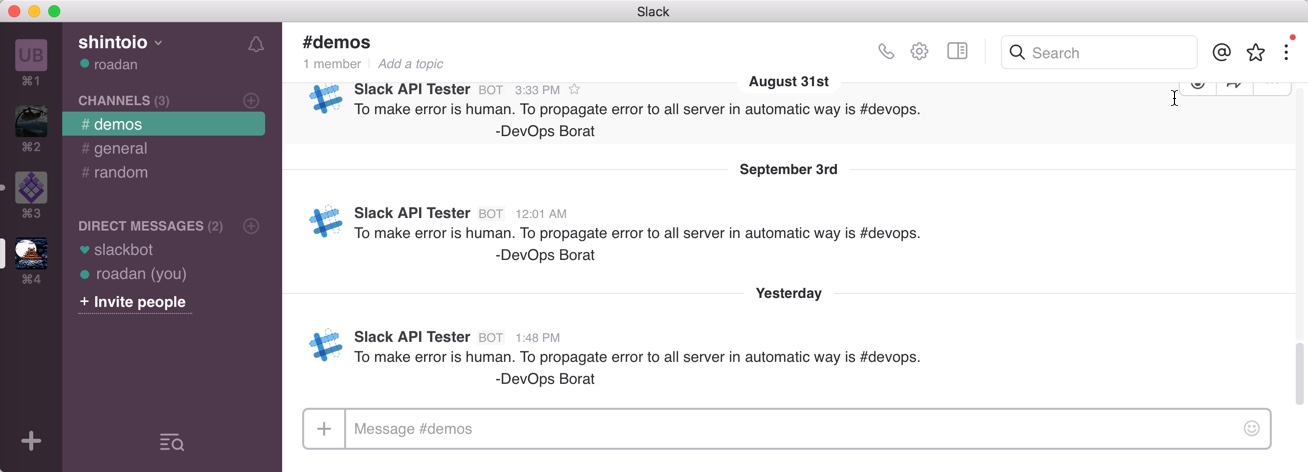 Slack
UB
⌘1
⌘2
⌘3
⌘4
shintoio
roadan
CHANNELS (3)
# demos
# general
# random
DIRECT MESSAGES (2)
slackbot
roadan (you)
+ Invite people
#demos
1 member | Add a topic
Search
August 31st
Slack API Tester BOT 3:33 PM
To make error is human. To propagate error to all server in automatic way is #devops.
-DevOps Borat
September 3rd
Slack API Tester BOT 12:01 AM
To make error is human. To propagate error to all server in automatic way is #devops.
-DevOps Borat
Yesterday
Slack API Tester BOT 1:48 PM
To make error is human. To propagate error to all server in automatic way is #devops.
-DevOps Borat
Message #demos